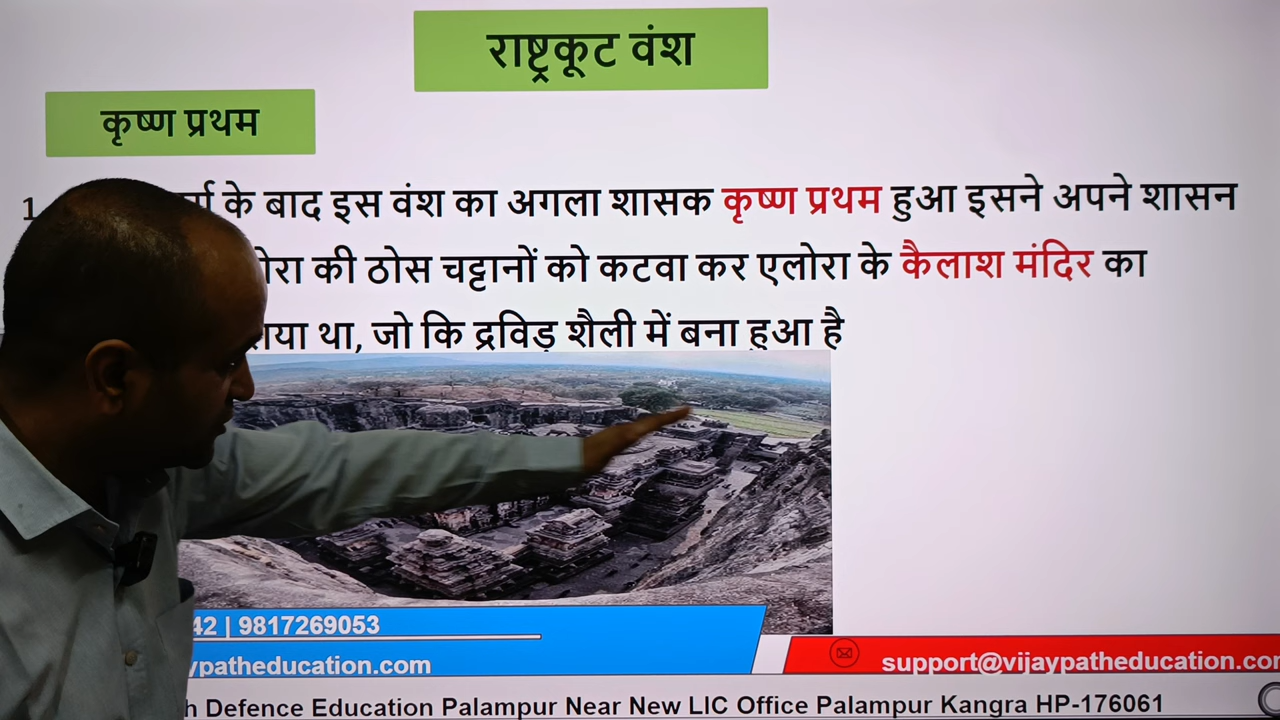 राष्ट्रकूट वंश
कृष्ण प्रथम
1 के बाद इस वंश का अगला शासक कृष्ण प्रथम हुआ इसने अपने शासन
की ठोस चट्टानों को कटवा कर एलोरा के कैलाश मंदिर का
था, जो कि द्रविड़ शैली में बना हुआ है
42 | 9817269053
ypatheducation.com
support@vijaypatheducation.com
h Defence Education Palampur Near New LIC Office Palampur Kangra HP-176061